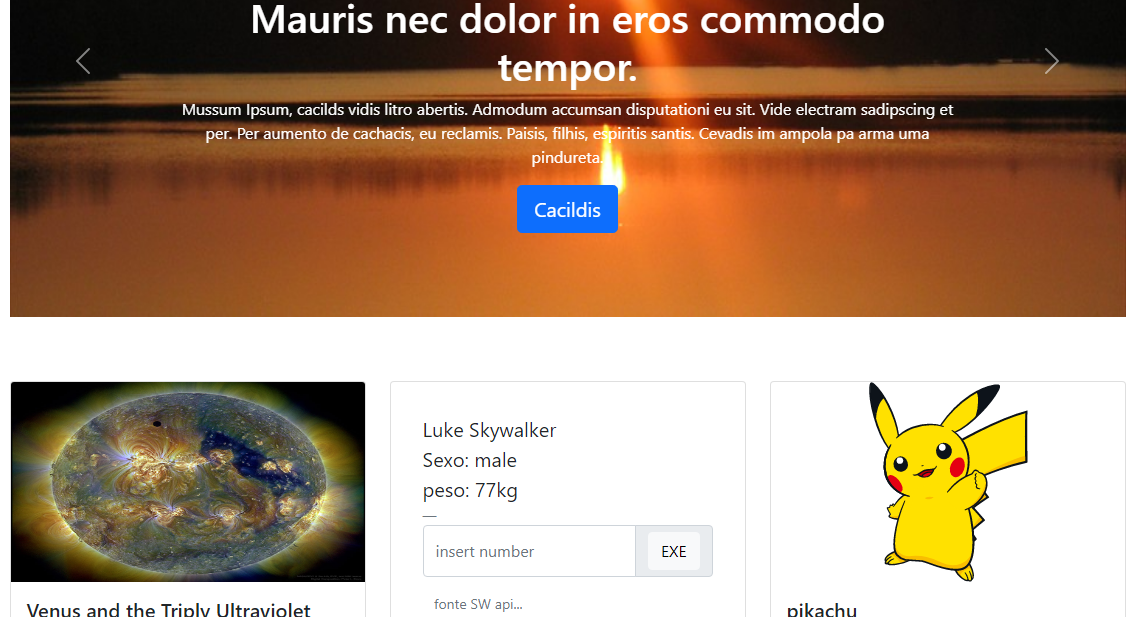 Mauris nec dolor in eros commodo
tempor.
Mussum Ipsum, cacilds vidis litro abertis. Admodum accumsan disputationi eu sit. Vide electram sadipscing et
per. Per aumento de cachacis, eu reclamis. Paisis, filhis, espiritis santis. Cevadis im ampola pa arma uma
pindureta.
Cacildis
Luke Skywalker
Sexo: male
peso: 77kg
—
insert number
EXE
fonte SW api...
Venus and the Triply Ultraviolet
pikachu